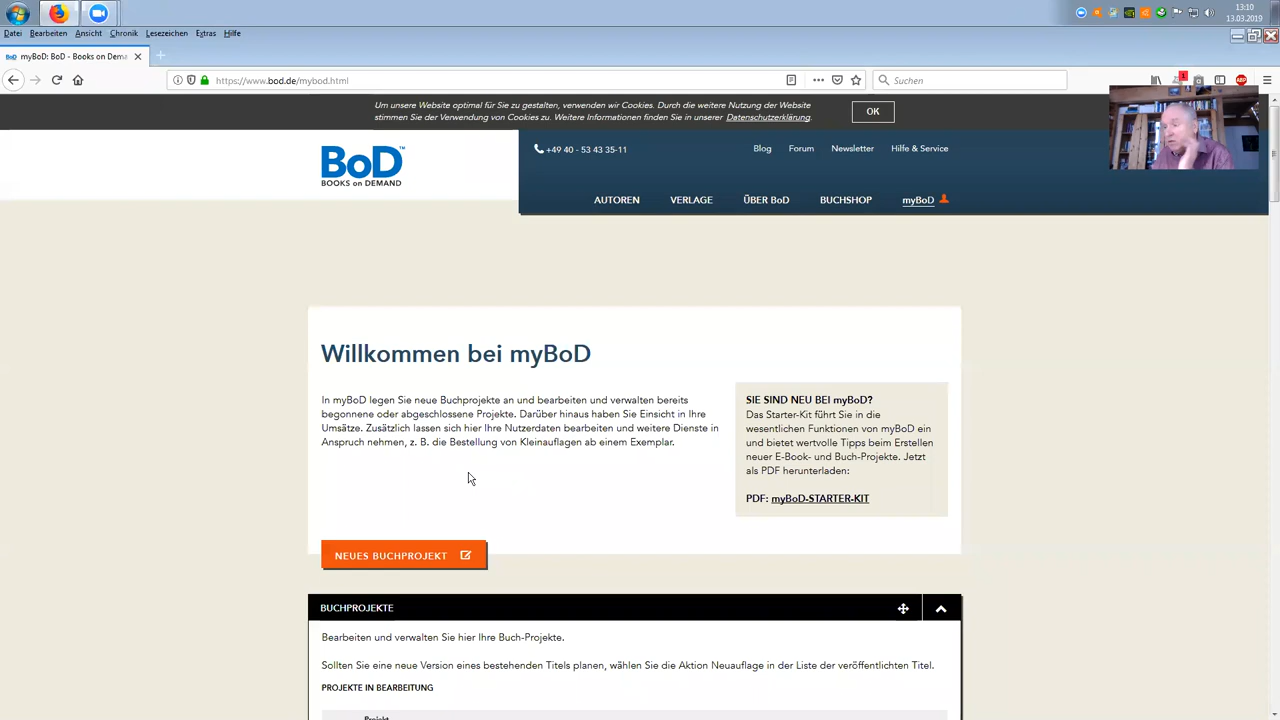 13:10
13.03.2019
Datei Bearbeiten Ansicht Chronik Lesezeichen Extras Hilfe
BoD myBoD: BoD - Books on Dema
https://www.bod.de/mybod.html
Suchen
1
ABP
Um unsere Website optimal für Sie zu gestalten, verwenden wir Cookies. Durch die weitere Nutzung der Website
stimmen Sie der Verwendung von Cookies zu. Weitere Informationen finden Sie in unserer Datenschutzerklärung.
OK
BoD™
BOOKS on DEMAND
+49 40 - 53 43 35-11
Blog Forum Newsletter Hilfe & Service
AUTOREN VERLAGE ÜBER BoD BUCHSHOP myBoD
Willkommen bei myBoD
In myBoD legen Sie neue Buchprojekte an und bearbeiten und verwalten bereits
begonnene oder abgeschlossene Projekte. Darüber hinaus haben Sie Einsicht in Ihre
Umsätze. Zusätzlich lassen sich hier Ihre Nutzerdaten bearbeiten und weitere Dienste in
Anspruch nehmen, z. B. die Bestellung von Kleinauflagen ab einem Exemplar.
SIE SIND NEU BEI myBoD?
Das Starter-Kit führt Sie in die
wesentlichen Funktionen von myBoD ein
und bietet wertvolle Tipps beim Erstellen
neuer E-Book- und Buch-Projekte. Jetzt
als PDF herunterladen:
PDF: myBoD-STARTER-KIT
NEUES BUCHPROJEKT
BUCHPROJEKTE
Bearbeiten und verwalten Sie hier Ihre Buch-Projekte.
Sollten Sie eine neue Version eines bestehenden Titels planen, wählen Sie die Aktion Neuauflage in der Liste der veröffentlichten Titel.
PROJEKTE IN BEARBEITUNG
Projekt